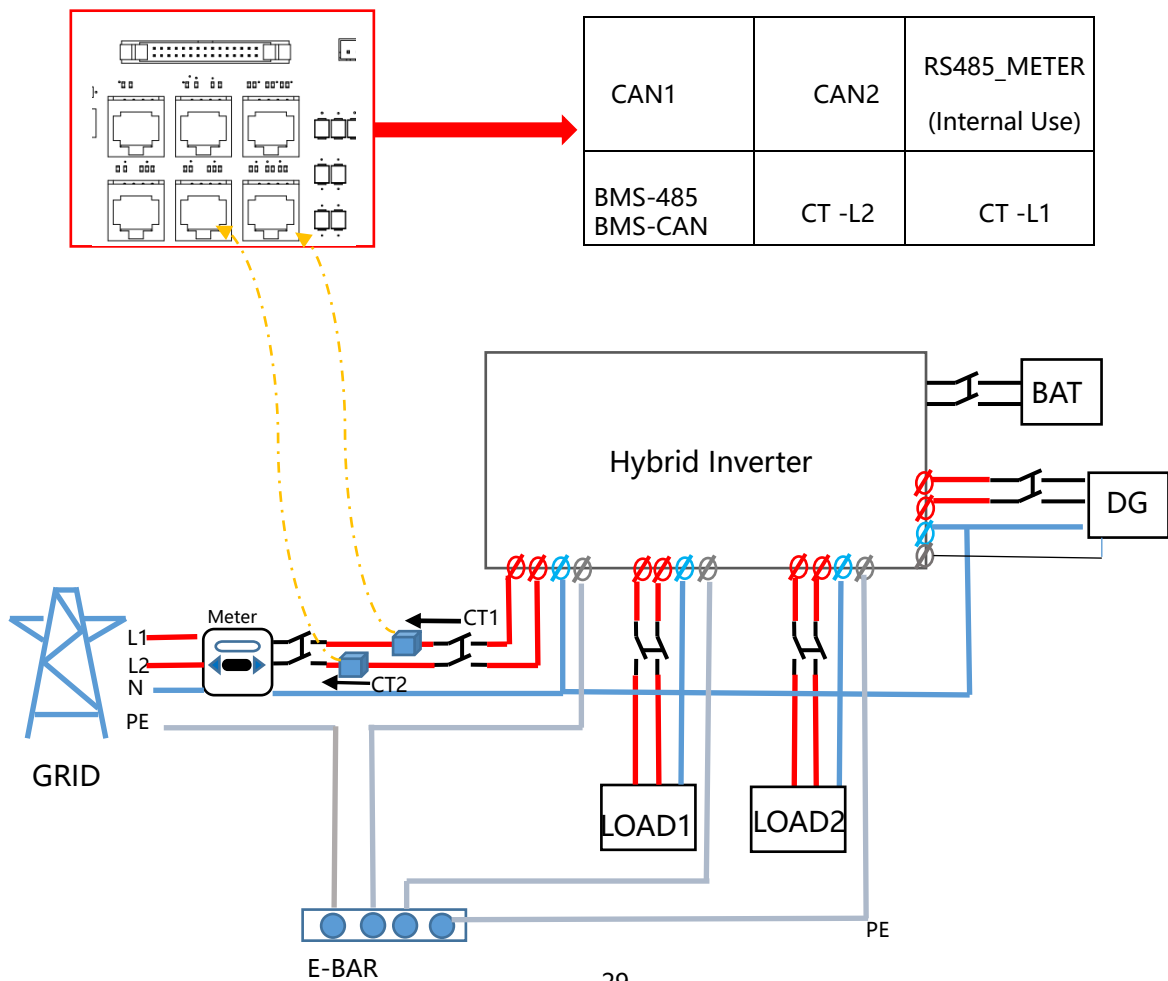 CAN1
CAN2
RS485_METER
(Internal Use)
BMS-485
BMS-CAN
CT -L2
CT -L1
Hybrid Inverter
BAT
DG
Meter
CT1
L1
L2
CT2
N
PE
GRID
LOAD1
LOAD2
PE
E-BAR
29